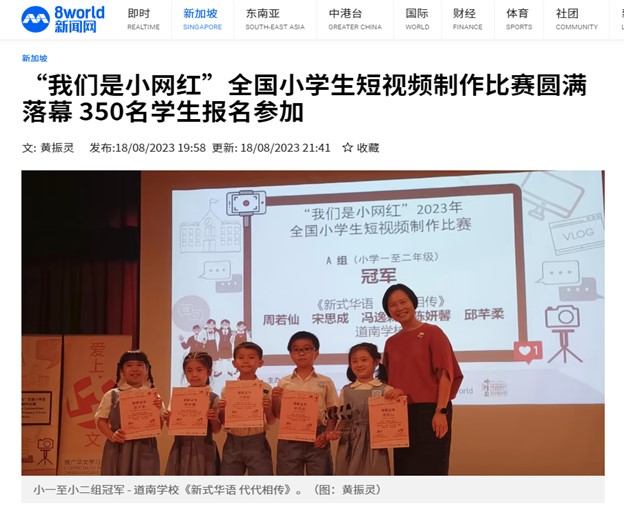 8world
新闻网
即时
REALTIME
新加坡
SINGAPORE
东南亚
SOUTH-EAST ASIA
中港台
GREATER CHINA
国际
WORLD
财经
FINANCE
体育
SPORTS
社团
COMMUNITY
新加坡
“我们是小网红”全国小学生短视频制作比赛圆满
落幕 350名学生报名参加
文: 黄振灵 发布:18/08/2023 19:58 更新: 18/08/2023 21:41 ☆ 收藏
“我们是小网红”2023年
全国小学生短视频制作比赛
A 组（小学一至二年级）
冠军
《新式华语 相传》
周若仙 宋思成 冯逸 陈妍馨 邱芊柔
道南学校
VLOG
1
爱上
文
小一至小二组冠军 - 道南学校《新式华语 代代相传》。（图：黄振灵）